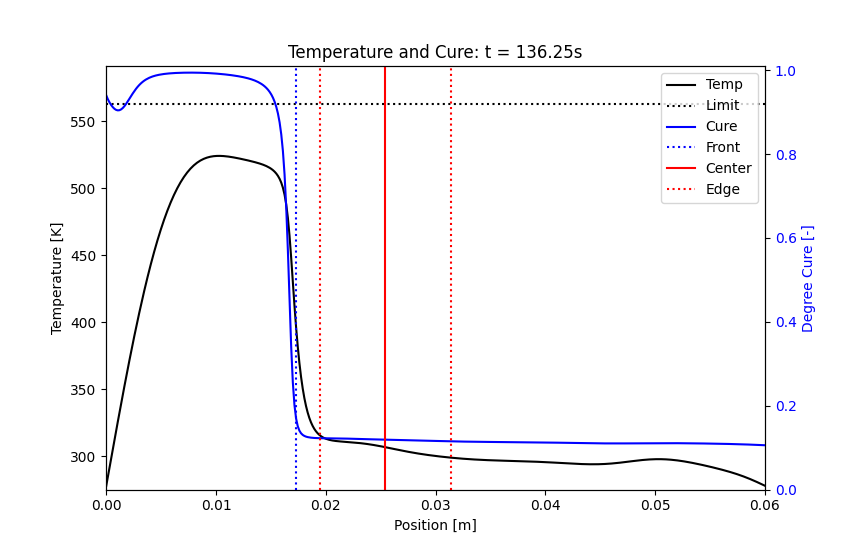 Temperature and Cure: t = 136.25s
Temp
Limit
Cure
Front
Center
Edge
Temperature [K]
550
500
450
400
350
300
Degree Cure [-]
1.0
0.8
0.6
0.4
0.2
0.0
0.00 0.01 0.02 0.03 0.04 0.05 0.06
Position [m]